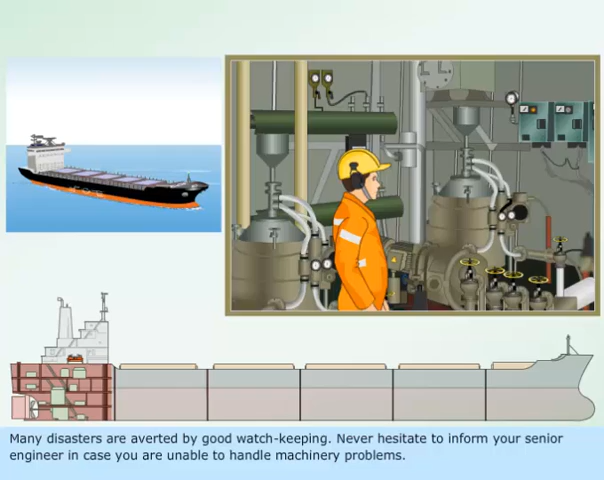 Many disasters are averted by good watch-keeping. Never hesitate to inform your senior
engineer in case you are unable to handle machinery problems.